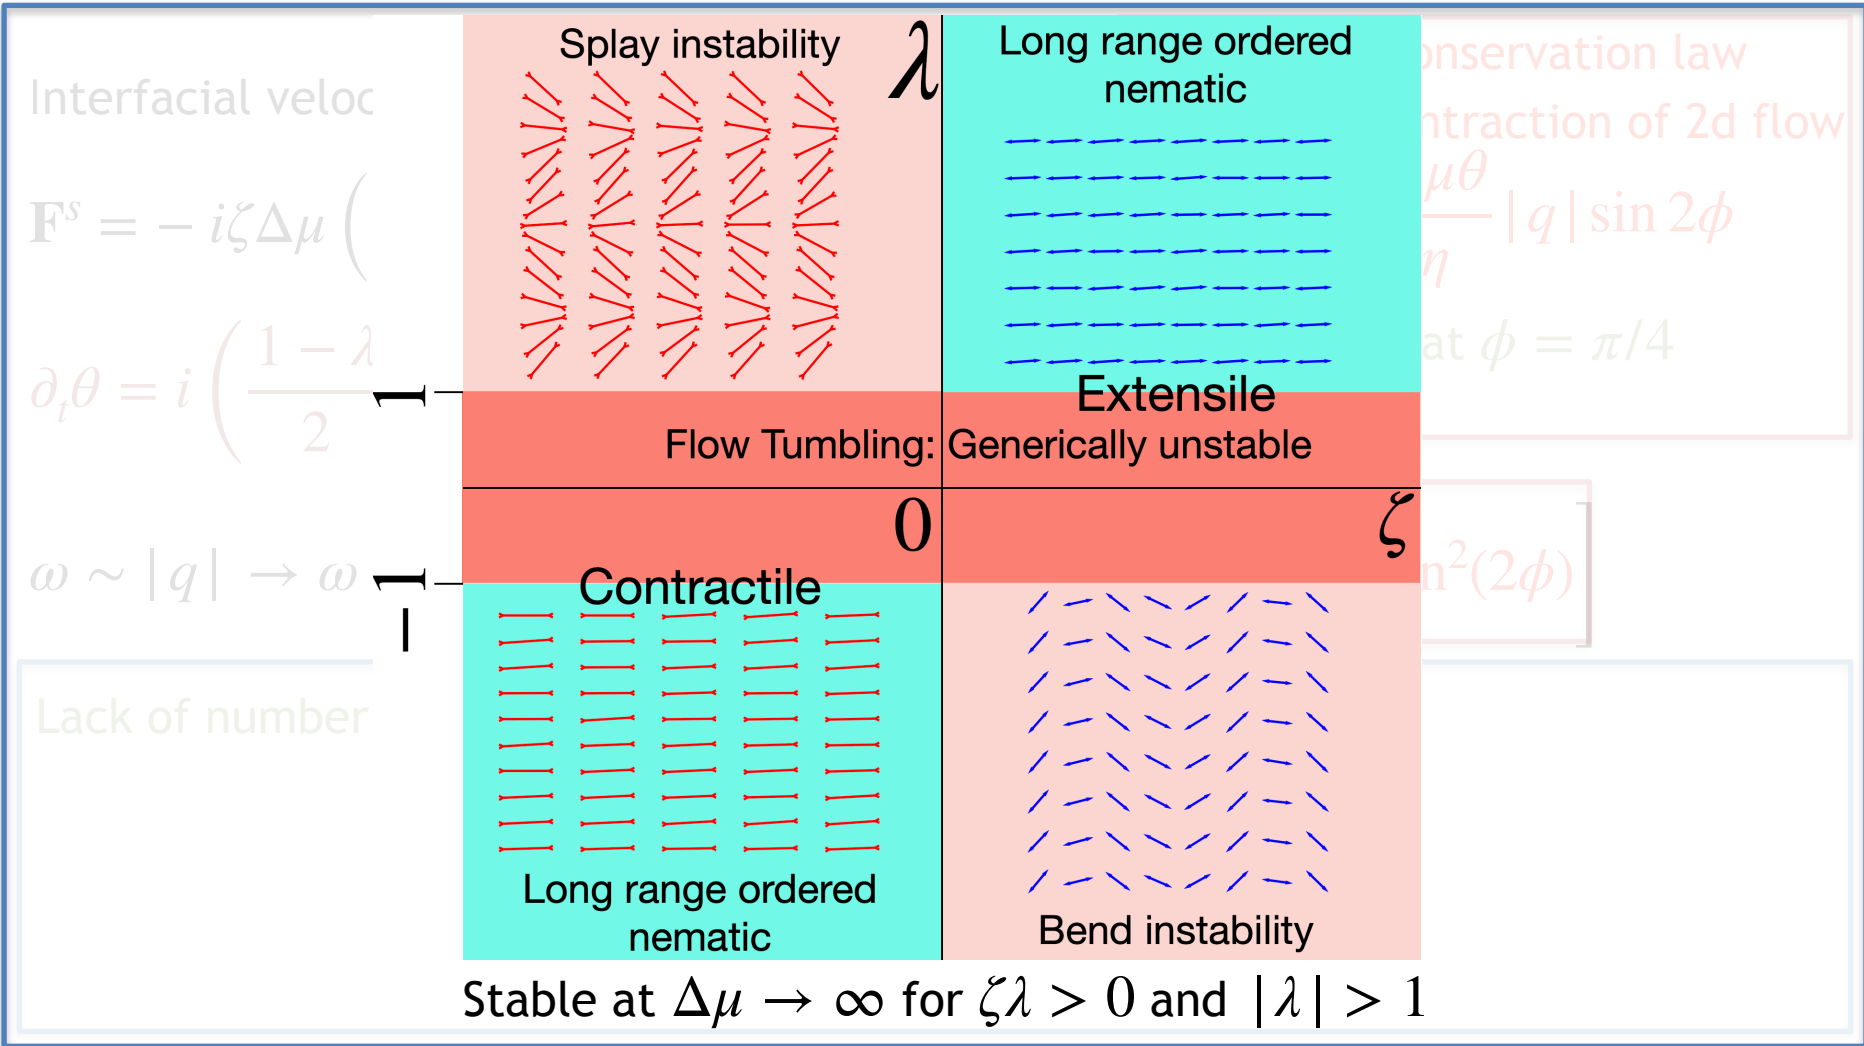 Splay instability
λ
Long range ordered
nematic
Interfacial veloc
onservation law
ntraction of 2d flow
F^s = − iζΔμ (
μθ
|q| sin 2φ
η
∂_tθ = i ( 1 − λ
2
at φ = π/4
1
Extensile
Flow Tumbling: Generically unstable
0
ζ
ω ~ |q| → ω
−1
n²(2φ)]
Contractile
Lack of number
Long range ordered
nematic
Bend instability
Stable at Δμ → ∞ for ζλ > 0 and |λ| > 1